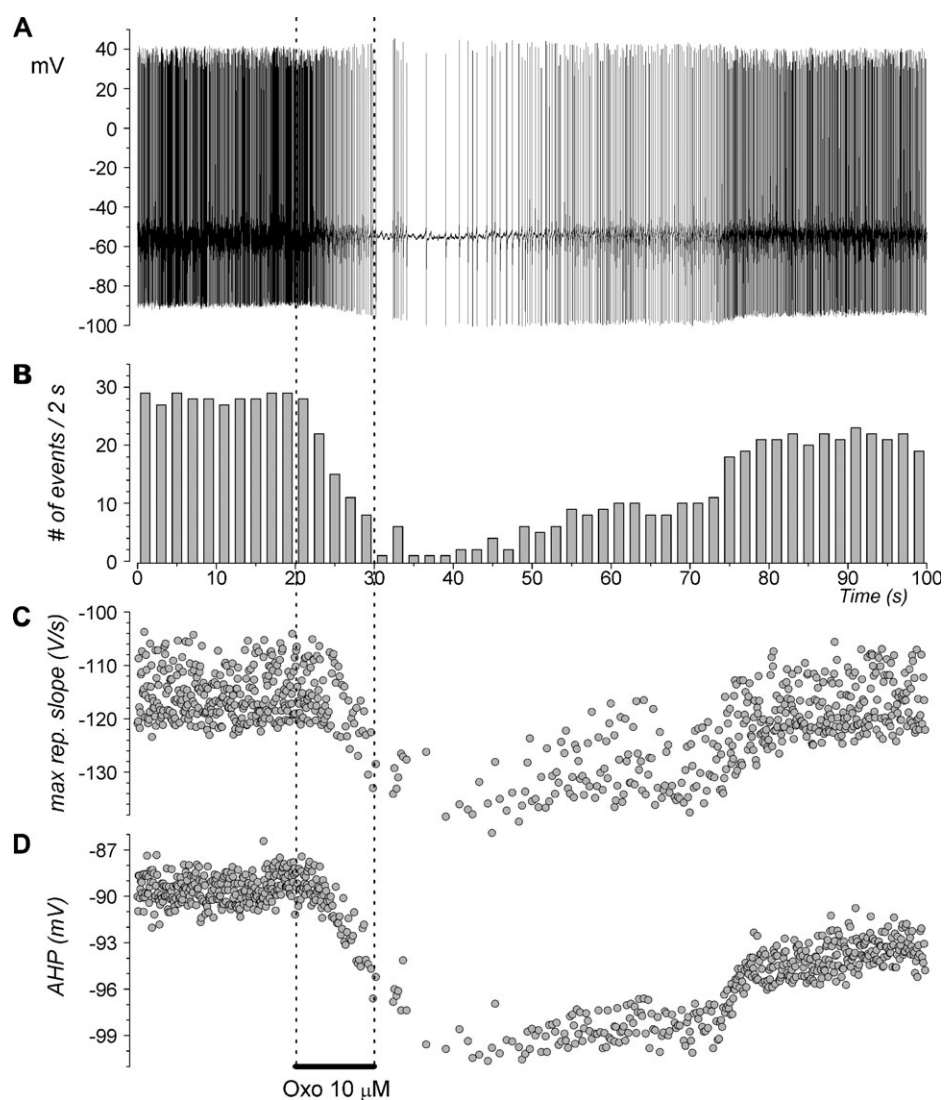 A
mV
40
20
0
-20
-40
-60
-80
-100
B
# of events / 2 s
30
20
10
0
0 10 20 30 40 50 60 70 80 90 100
Time (s)
C
max rep. slope (V/s)
-100
-110
-120
-130
D
AHP (mV)
-87
-90
-93
-96
-99
Oxo 10 μM